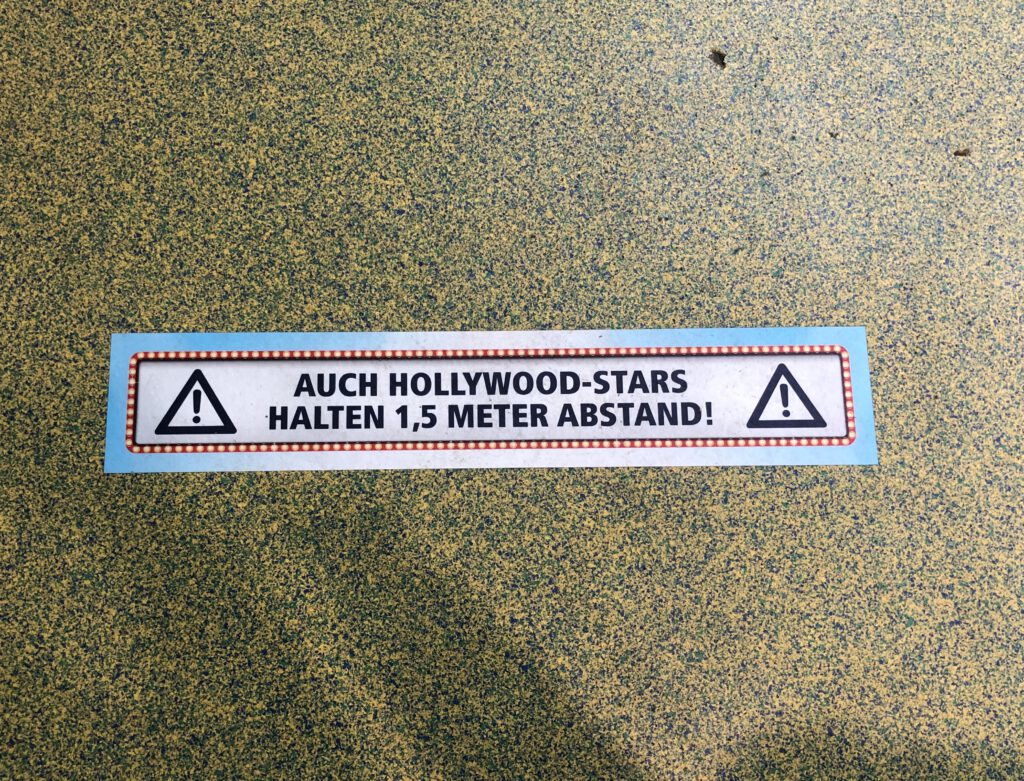 AUCH HOLLYWOOD-STARS
HALTEN 1,5 METER ABSTAND!